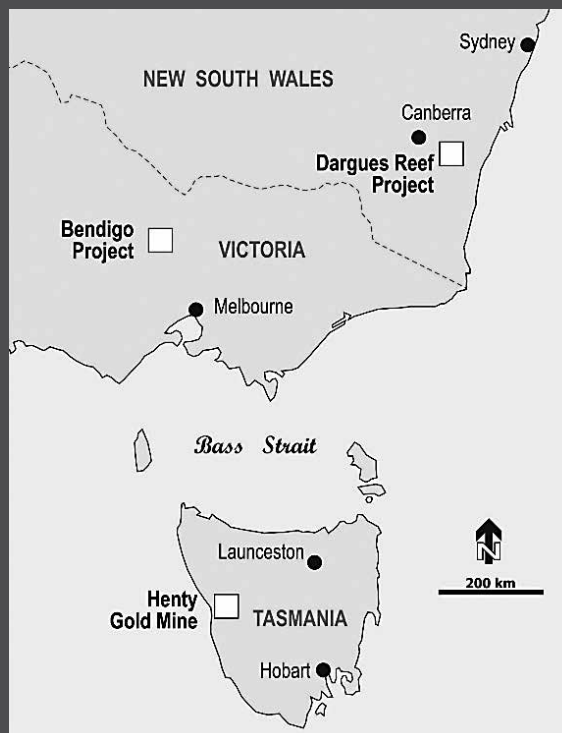 Sydney
NEW SOUTH WALES
Canberra
Dargues Reef
Project
Bendigo
Project
VICTORIA
Melbourne
Bass Strait
Launceston
N
200 km
Henty
Gold Mine
TASMANIA
Hobart